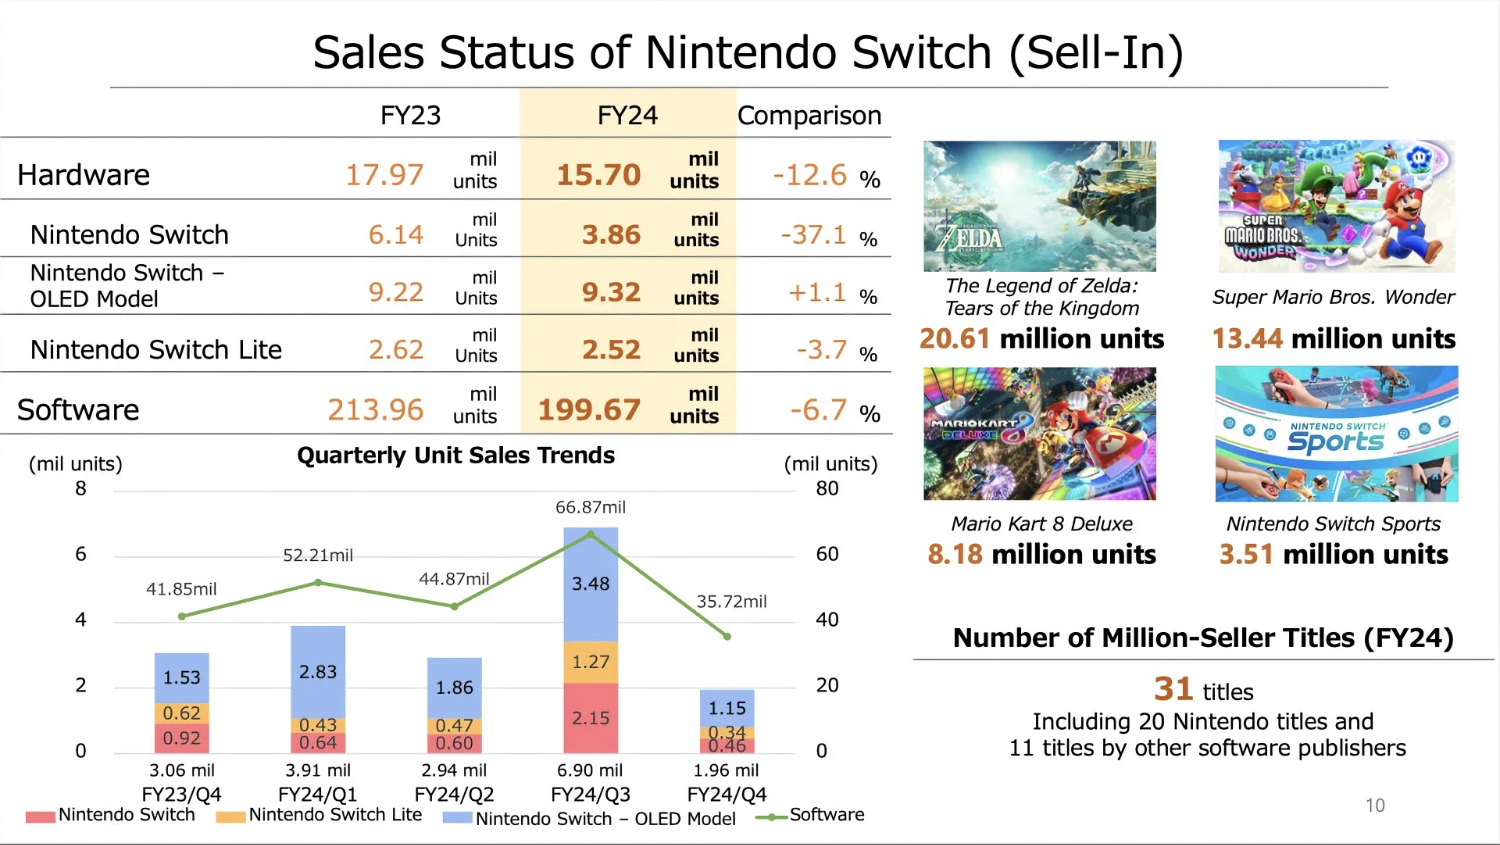 Sales Status of Nintendo Switch (Sell-In)
FY23 FY24 Comparison
Hardware 17.97 mil units 15.70 mil units -12.6 %
Nintendo Switch 6.14 mil Units 3.86 mil units -37.1 %
Nintendo Switch – OLED Model 9.22 mil Units 9.32 mil units +1.1 %
Nintendo Switch Lite 2.62 mil Units 2.52 mil units -3.7 %
Software 213.96 mil units 199.67 mil units -6.7 %
Quarterly Unit Sales Trends
(mil units) (mil units)
8 80
66.87mil
6 60
52.21mil
41.85mil
44.87mil
3.48
35.72mil
4 40
1.27
1.53
2.83
1.86
2 20
0.62
0.43
0.47
2.15
1.15
0.34
0.92
0.64
0.60
0.46
0 0
3.06 mil 3.91 mil 2.94 mil 6.90 mil 1.96 mil
FY23/Q4 FY24/Q1 FY24/Q2 FY24/Q3 FY24/Q4
Nintendo Switch Nintendo Switch Lite Nintendo Switch – OLED Model Software
ZELDA
The Legend of Zelda:
Tears of the Kingdom
20.61 million units
SUPER
MARIO BROS.
WONDER
Super Mario Bros. Wonder
13.44 million units
MARIOKART 8
DELUXE
Mario Kart 8 Deluxe
8.18 million units
NINTENDO SWITCH
Sports
Nintendo Switch Sports
3.51 million units
Number of Million-Seller Titles (FY24)
31 titles
Including 20 Nintendo titles and
11 titles by other software publishers
10